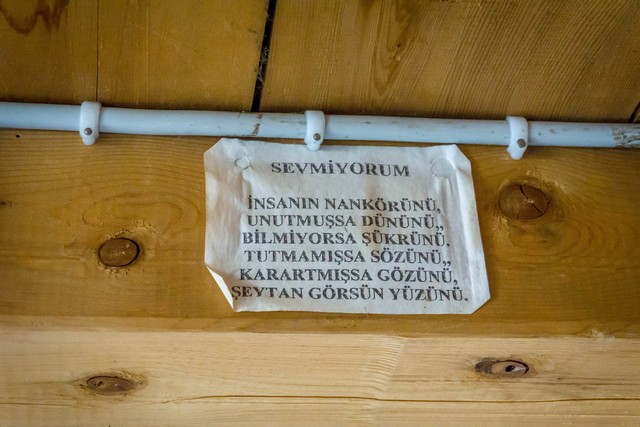 SEVMİYORUM
İNSANIN NANKÖRÜNÜ,
UNUTMUŞSA DÜNÜNÜ,,
BİLMİYORSA ŞÜKRÜNÜ.
TUTMAMIŞSA SÖZÜNÜ,,
KARARTMIŞSA GÖZÜNÜ,
ŞEYTAN GÖRSÜN YÜZÜNÜ.